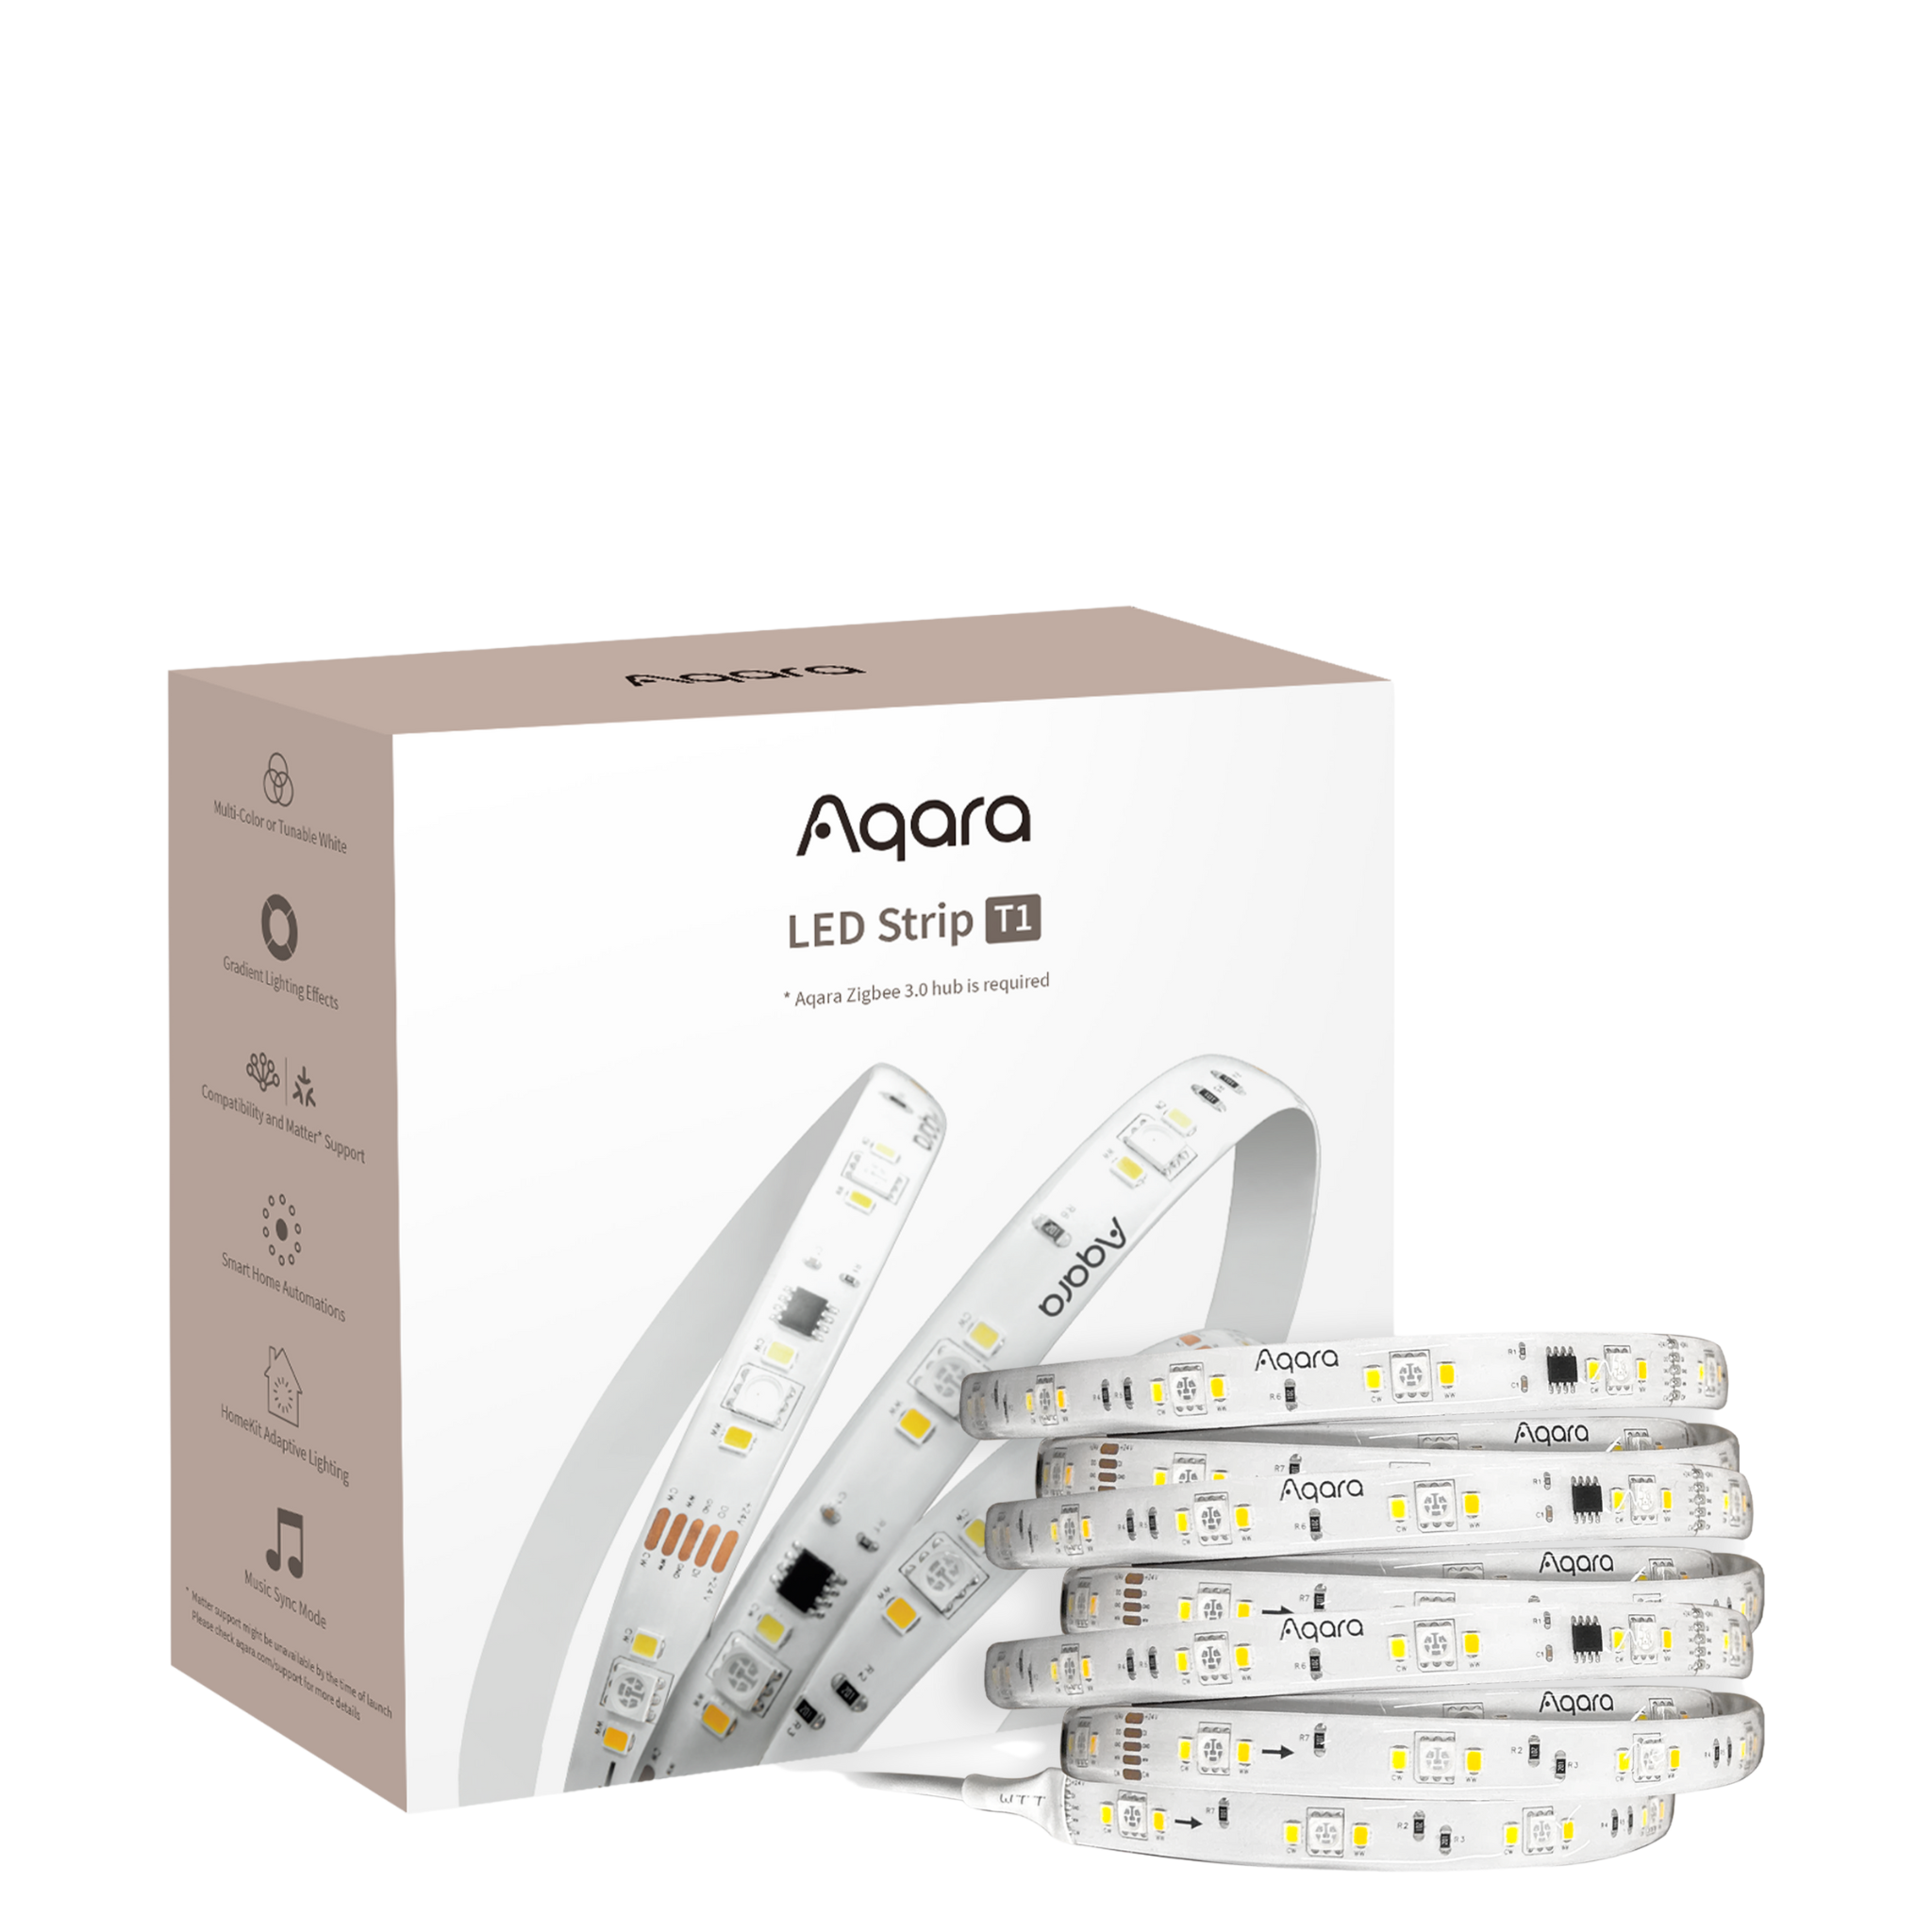 Aqara
Aqara
LED Strip T1
* Aqara Zigbee 3.0 hub is required
Multi-Color or Tunable White
Gradient Lighting Effects
Compatibility and Matter* Support
Smart Home Automations
HomeKit Adaptive Lighting
Music Sync Mode
* Matter support might be unavailable by the time of launch
Please check aqara.com/support for more details
Aqara
Aqara
Aqara
Aqara
Aqara
Aqara
Aqara